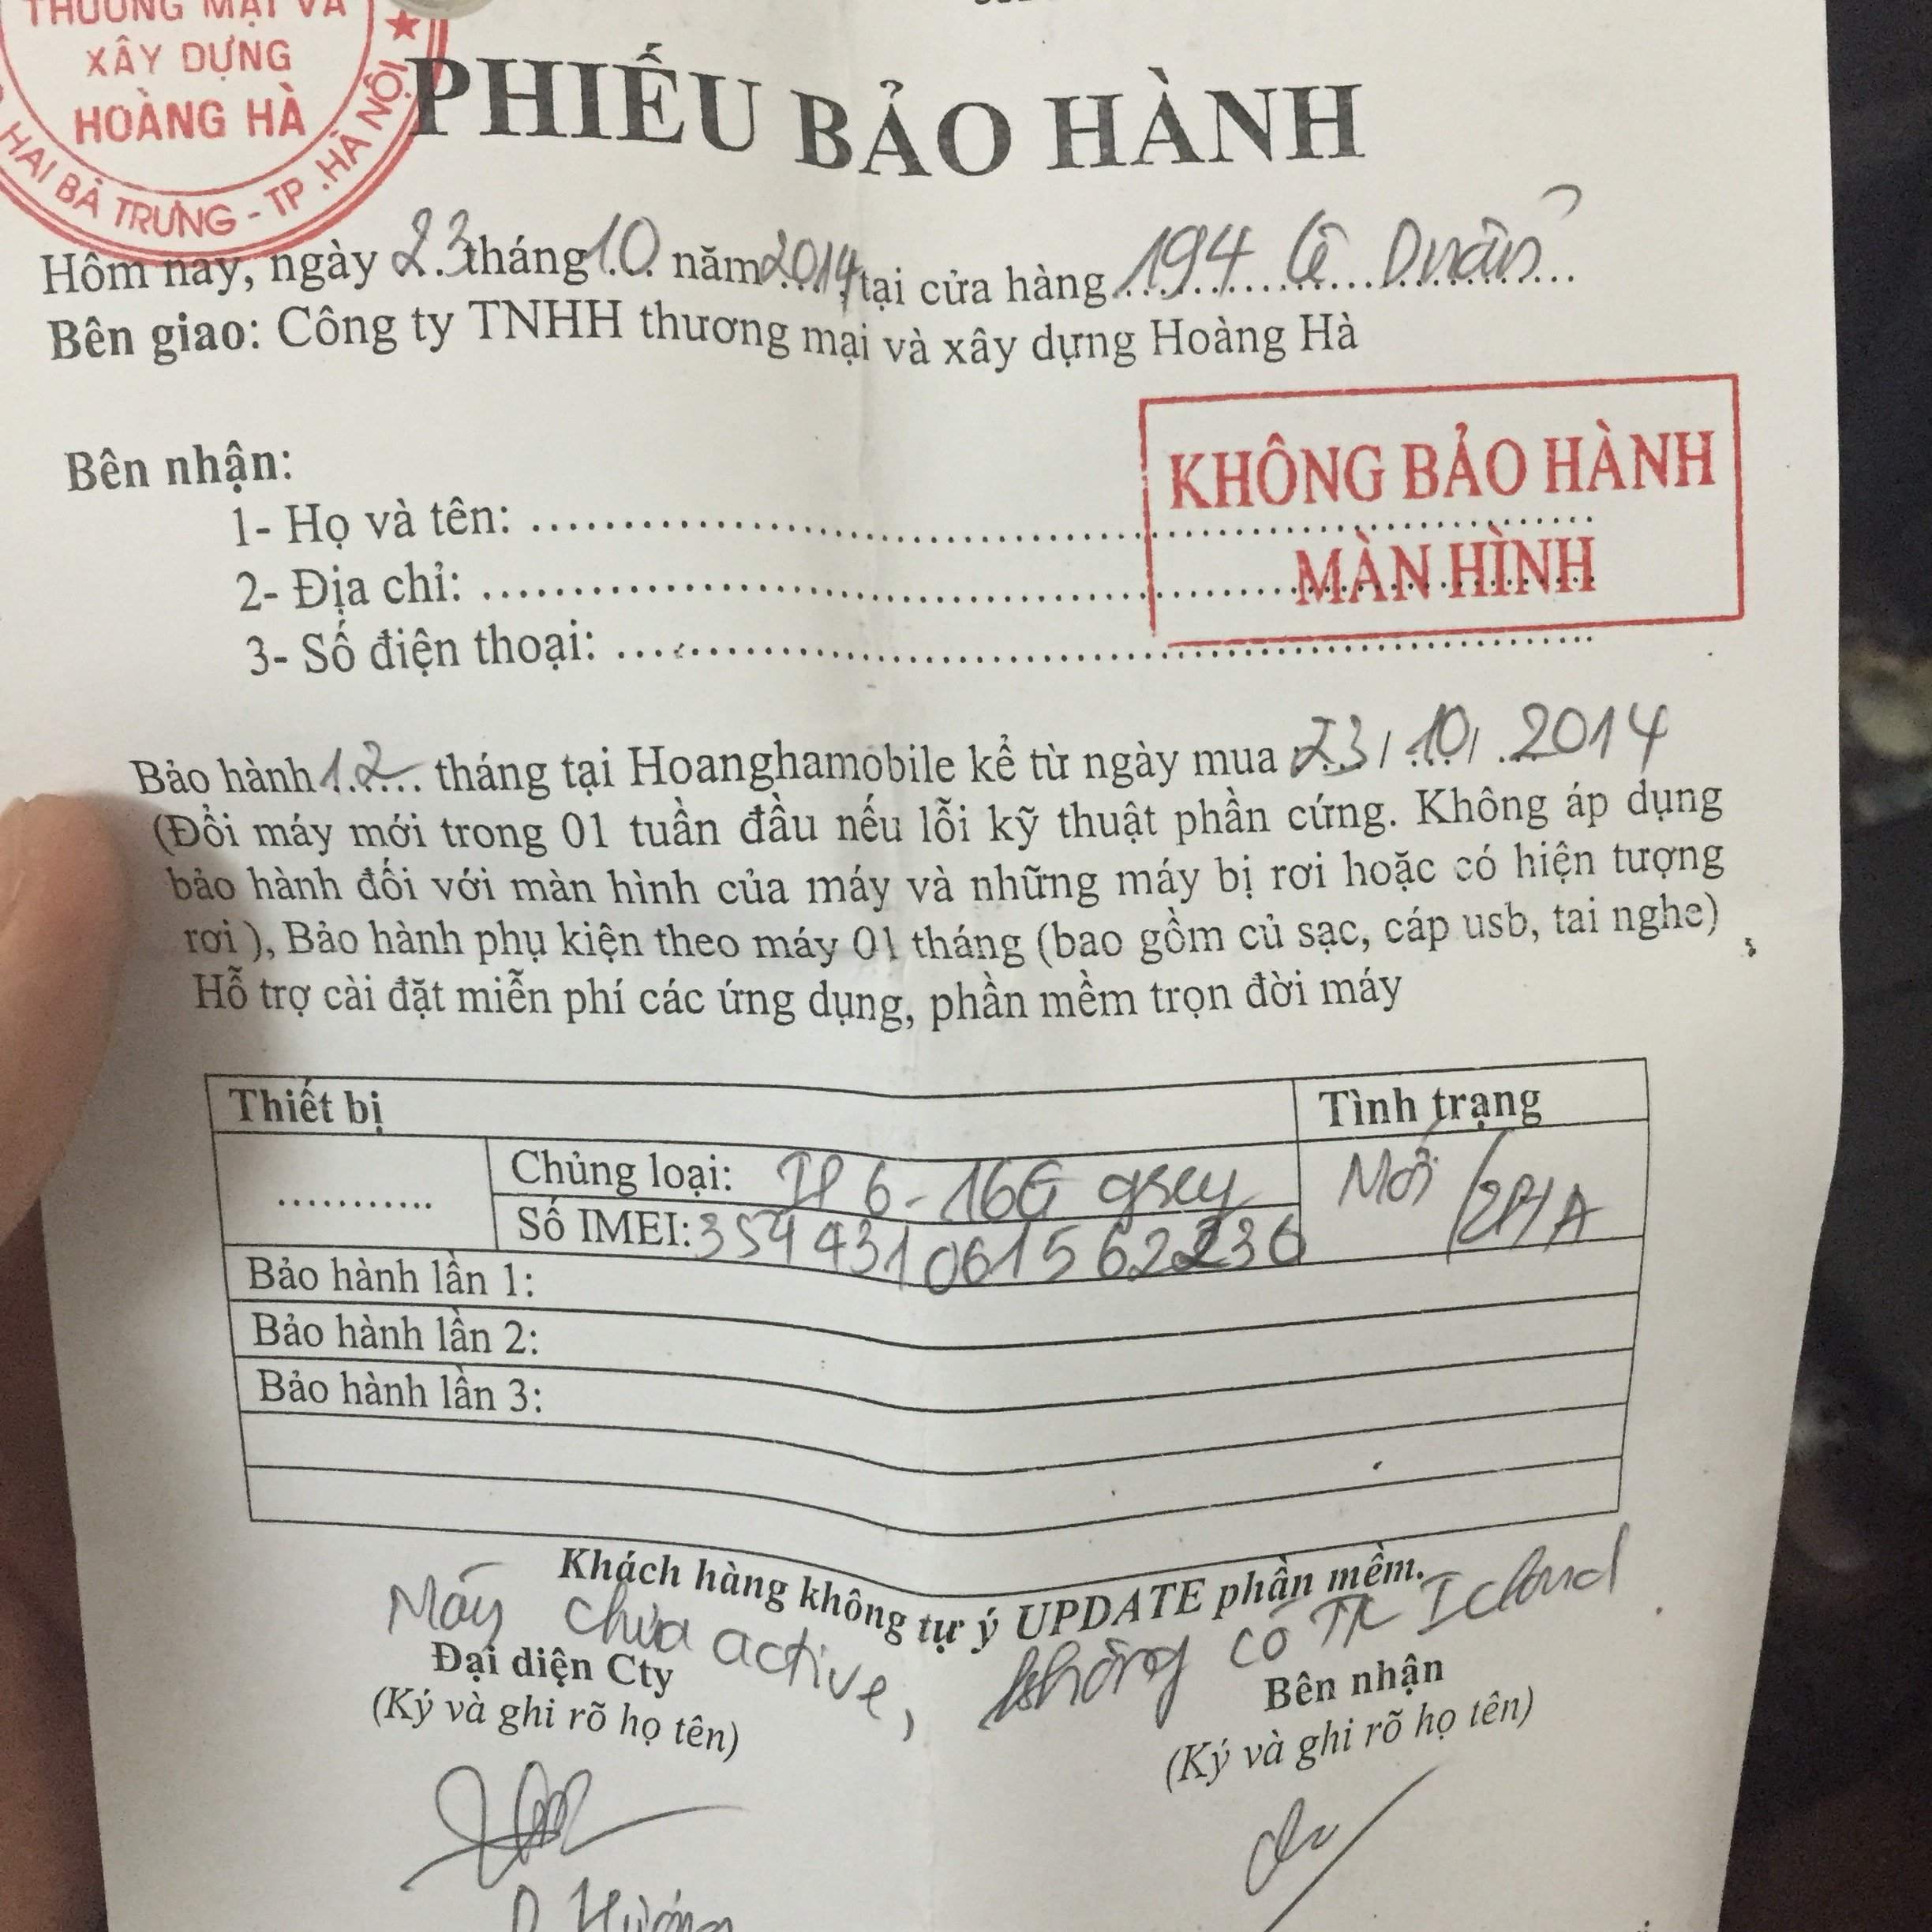 THƯƠNG MẠI VÀ
XÂY DỰNG
HOÀNG HÀ
HAI BÀ TRƯNG - TP .HÀ NỘI ★
PHIẾU BẢO HÀNH
Hôm nay, ngày 23 tháng 10 năm 2014, tại cửa hàng 194 Lê Duẩn
Bên giao: Công ty TNHH thương mại và xây dựng Hoàng Hà
KHÔNG BẢO HÀNH
MÀN HÌNH
Bên nhận:
1- Họ và tên:
2- Địa chỉ:
3- Số điện thoại:
Bảo hành 12 tháng tại Hoanghamobile kể từ ngày mua 23/10/2014
(Đổi máy mới trong 01 tuần đầu nếu lỗi kỹ thuật phần cứng. Không áp dụng
bảo hành đối với màn hình của máy và những máy bị rơi hoặc có hiện tượng
rơi ), Bảo hành phụ kiện theo máy 01 tháng (bao gồm củ sạc, cáp usb, tai nghe)
Hỗ trợ cài đặt miễn phí các ứng dụng, phần mềm trọn đời máy
Thiết bị Tình trạng
Chủng loại: IP 6-16G grey Mới /ZP/A
Số IMEI: 354431061562236
Bảo hành lần 1:
Bảo hành lần 2:
Bảo hành lần 3:
Khách hàng không tự ý UPDATE phần mềm.
Máy chưa active, không có TK Icloud
Đại diện Cty Bên nhận
(Ký và ghi rõ họ tên) (Ký và ghi rõ họ tên)